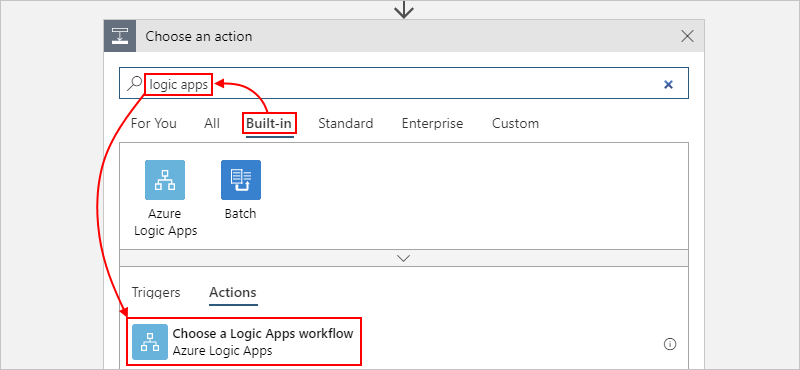 Choose an action
logic apps
For You All Built-in Standard Enterprise Custom
Azure
Logic Apps
Batch
Triggers Actions
Choose a Logic Apps workflow
Azure Logic Apps